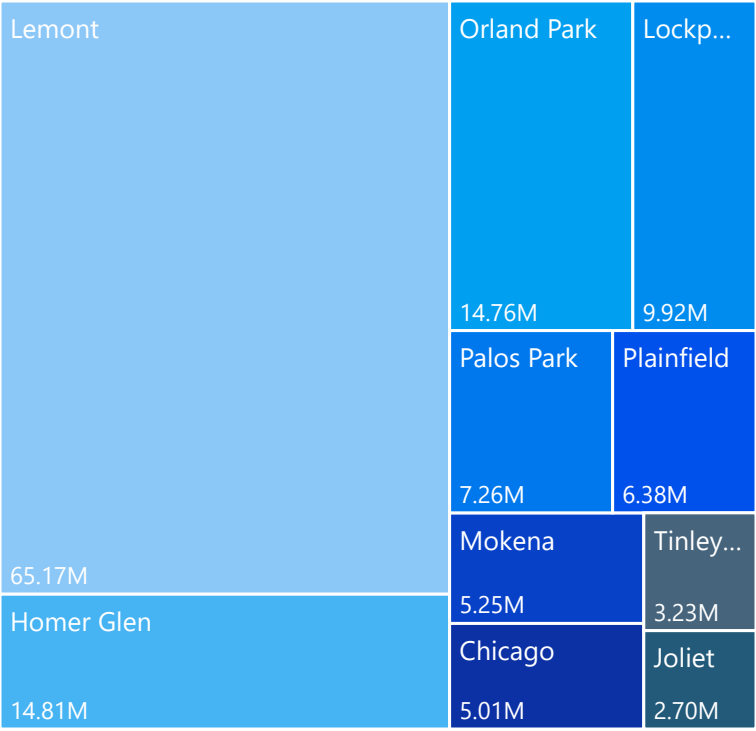 Lemont
65.17M
Homer Glen
14.81M
Orland Park
14.76M
Lockp...
9.92M
Palos Park
7.26M
Plainfield
6.38M
Mokena
5.25M
Chicago
5.01M
Tinley...
3.23M
Joliet
2.70M